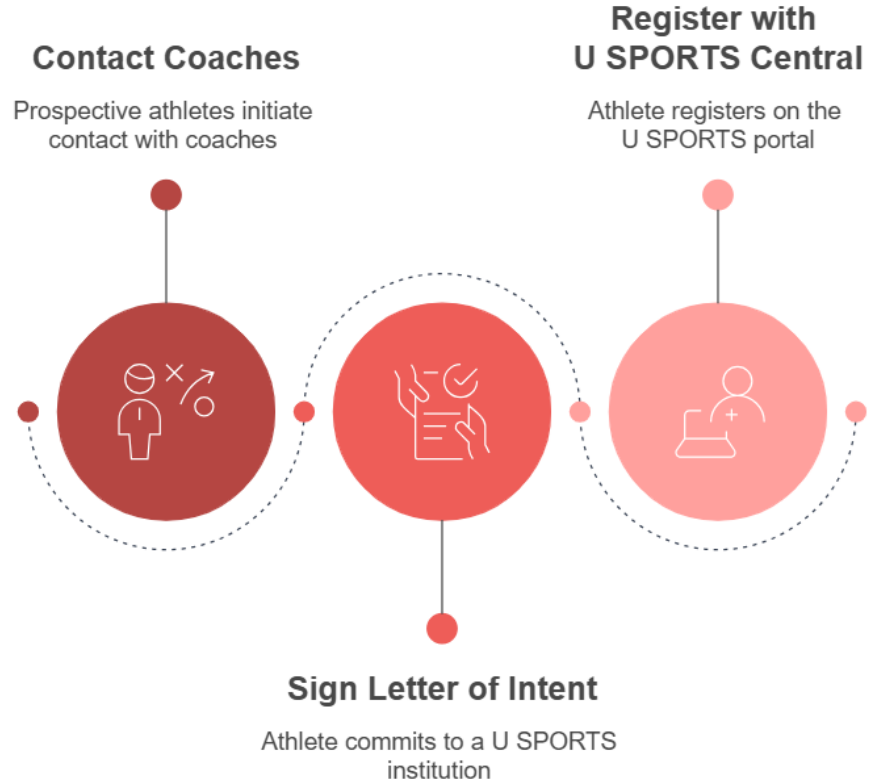 Contact Coaches
Prospective athletes initiate
contact with coaches
Sign Letter of Intent
Athlete commits to a U SPORTS
institution
Register with
U SPORTS Central
Athlete registers on the
U SPORTS portal